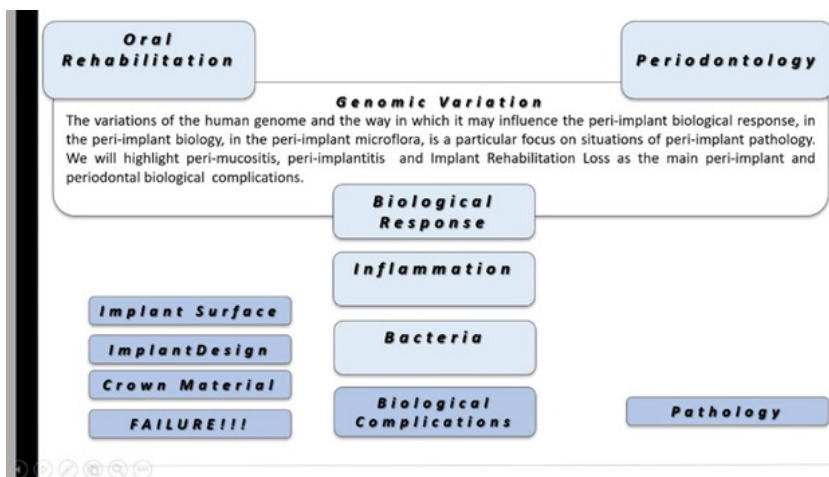 Oral
Rehabilitation
Periodontology
Genomic Variation
The variations of the human genome and the way in which it may influence the peri-implant biological response, in
the peri-implant biology, in the peri-implant microflora, is a particular focus on situations of peri-implant pathology.
We will highlight peri-mucositis, peri-implantitis and Implant Rehabilitation Loss as the main peri-implant and
periodontal biological complications.
Biological
Response
Inflammation
Implant Surface
Bacteria
ImplantDesign
Crown Material
Biological
Complications
FAILURE!!!
Pathology